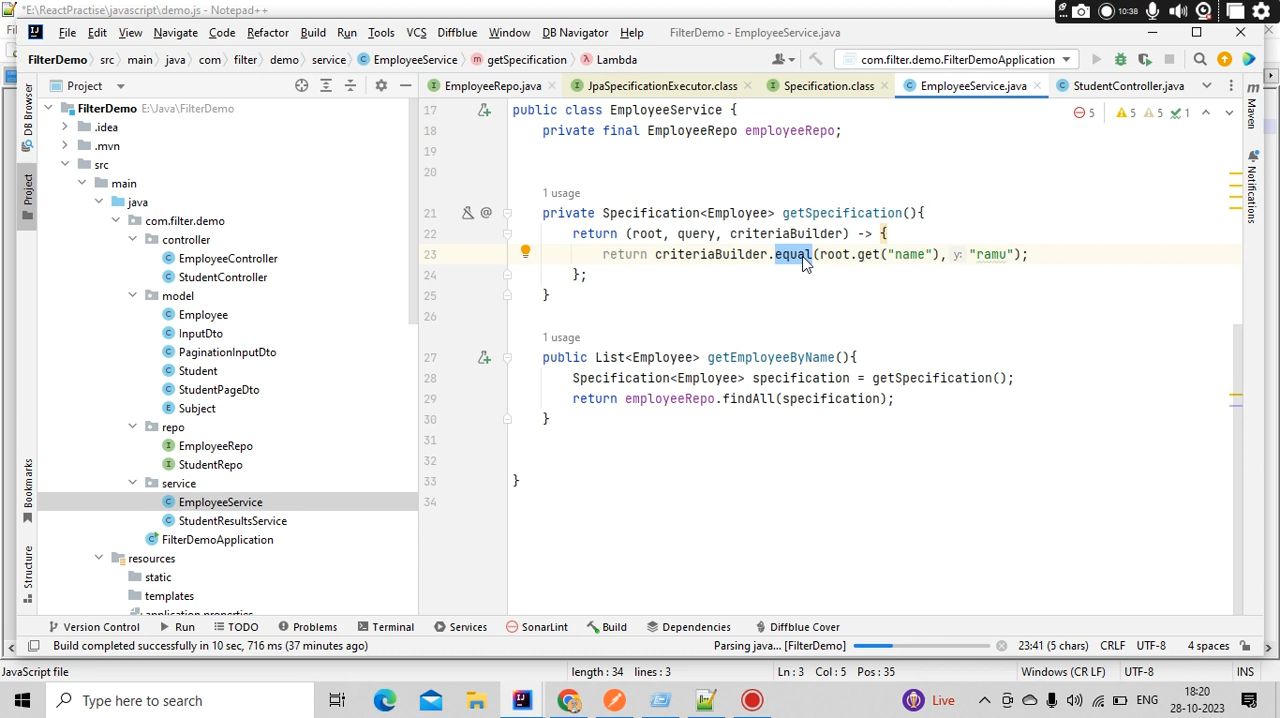 *E:\ReactPractise\javascript\demo.js - Notepad++
10:38
File Edit View Navigate Code Refactor Build Run Tools VCS Diffblue Window DB Navigator Help FilterDemo - EmployeeService.java
FilterDemo src main java com filter demo service EmployeeService getSpecification Lambda com.filter.demo.FilterDemoApplication
Project EmployeeRepo.java JpaSpecificationExecutor.class Specification.class EmployeeService.java StudentController.java
DB Browser
Project
Bookmarks
Structure
Maven
Notifications
FilterDemo E:\Java\FilterDemo
.idea
.mvn
src
main
java
com.filter.demo
controller
EmployeeController
StudentController
model
Employee
InputDto
PaginationInputDto
Student
StudentPageDto
Subject
repo
EmployeeRepo
StudentRepo
service
EmployeeService
StudentResultsService
FilterDemoApplication
resources
static
templates
application.properties
5 5 5 1
17 public class EmployeeService {
18 private final EmployeeRepo employeeRepo;
19
20
1 usage
21 private Specification<Employee> getSpecification(){
22 return (root, query, criteriaBuilder) -> {
23 return criteriaBuilder.equal(root.get("name"), y: "ramu");
24 };
25 }
26
1 usage
27 public List<Employee> getEmployeeByName(){
28 Specification<Employee> specification = getSpecification();
29 return employeeRepo.findAll(specification);
30 }
31
32
33 }
34
Version Control Run TODO Problems Terminal Services SonarLint Build Dependencies Diffblue Cover
Build completed successfully in 10 sec, 716 ms (37 minutes ago) Parsing java... [FilterDemo] 23:41 (5 chars) CRLF UTF-8 4 spaces
JavaScript file length : 34 lines : 3 Ln : 3 Col : 5 Pos : 35 Windows (CR LF) UTF-8 INS
Type here to search Live ENG 18:20
28-10-2023